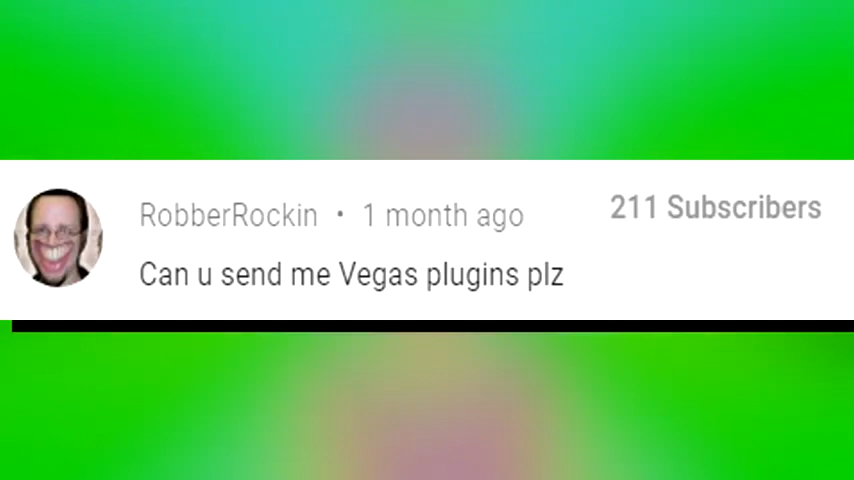 RobberRockin • 1 month ago
211 Subscribers
Can u send me Vegas plugins plz